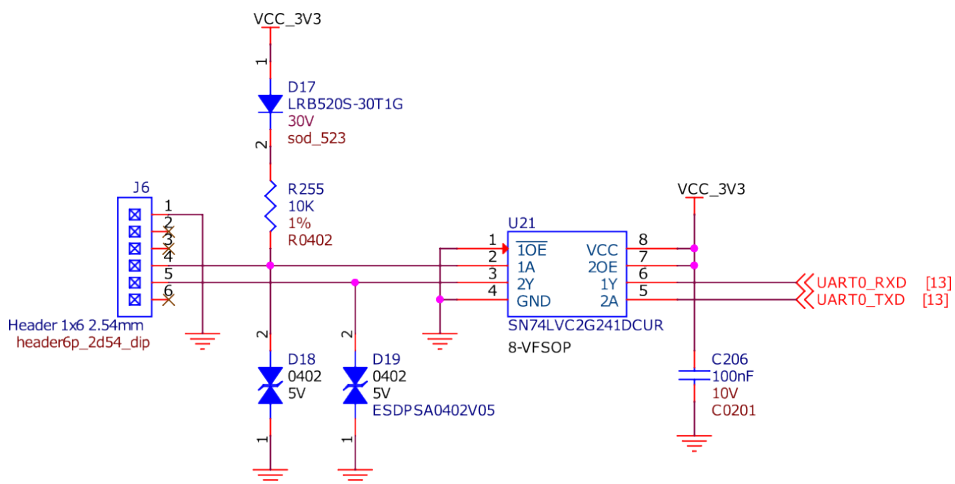 VCC_3V3
1
D17
LRB520S-30T1G
30V
sod_523
2
R255
10K
1%
R0402
J6
1
2
3
4
5
6
Header 1x6 2.54mm
header6p_2d54_dip
U21
1 1OE VCC 8
2 1A 2OE 7
3 2Y 1Y 6
4 GND 2A 5
SN74LVC2G241DCUR
8-VFSOP
VCC_3V3
UART0_RXD [13]
UART0_TXD [13]
2
D18
0402
5V
1
2
D19
0402
5V
ESDPSA0402V05
1
C206
100nF
10V
C0201